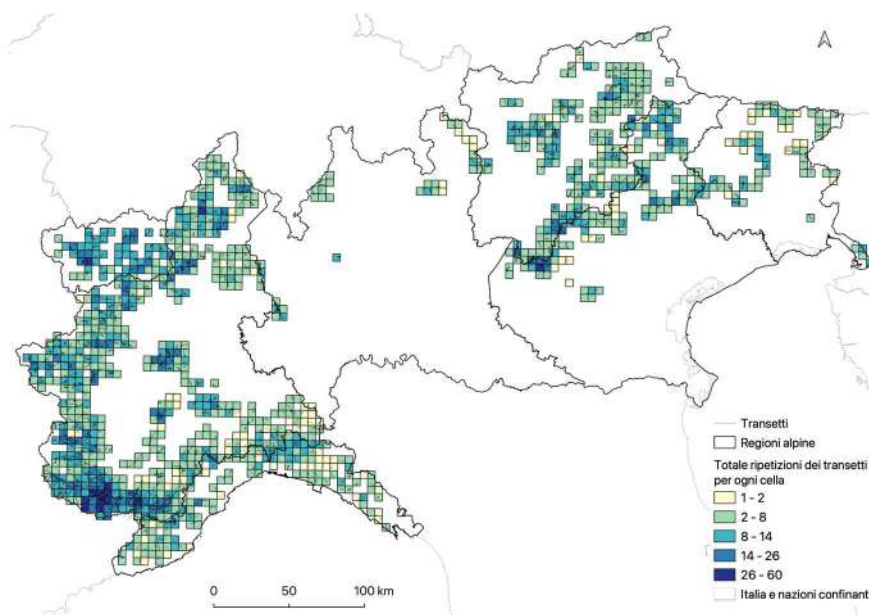 Transetti
Regioni alpine
Totale ripetizioni dei transetti
per ogni cella
1 - 2
2 - 8
8 - 14
14 - 26
26 - 60
Italia e nazioni confinant
0 50 100 km